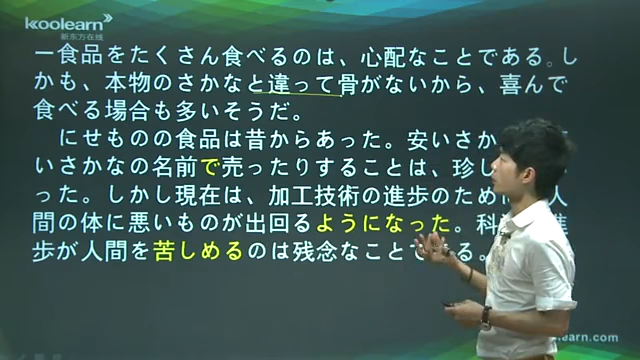 koolearn
新东方在线
一食品をたくさん食べるのは、心配なことである。し
かも、本物のさかなと違って骨がないから、喜んで
食べる場合も多いそうだ。
にせものの食品は昔からあった。安いさか
いさかなの名前で売ったりすることは、珍し
った。しかし現在は、加工技術の進歩のため 人
間の体に悪いものが出回るようになった。科 進
歩が人間を苦しめるのは残念なことで る。
learn.com